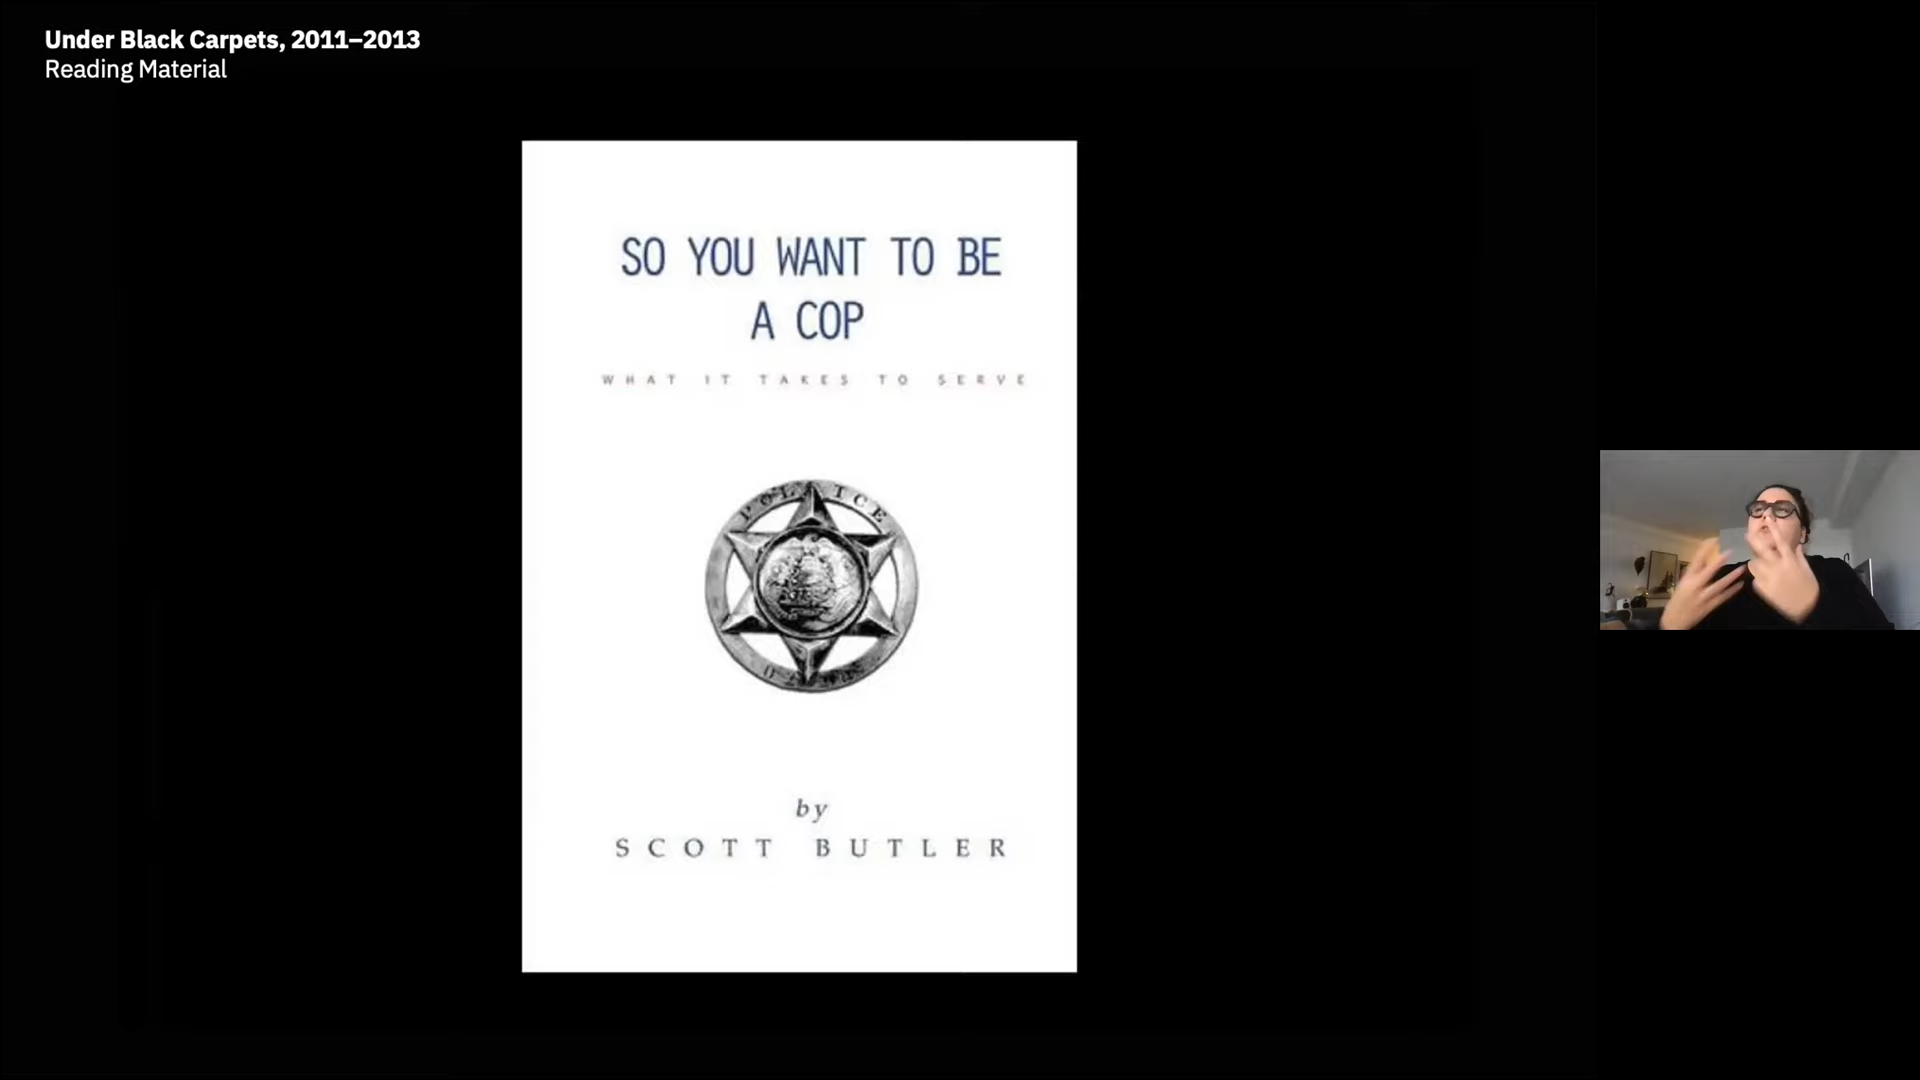 Under Black Carpets, 2011–2013
Reading Material
SO YOU WANT TO BE
A COP
WHAT IT TAKES TO SERVE
POLICE
by
SCOTT BUTLER